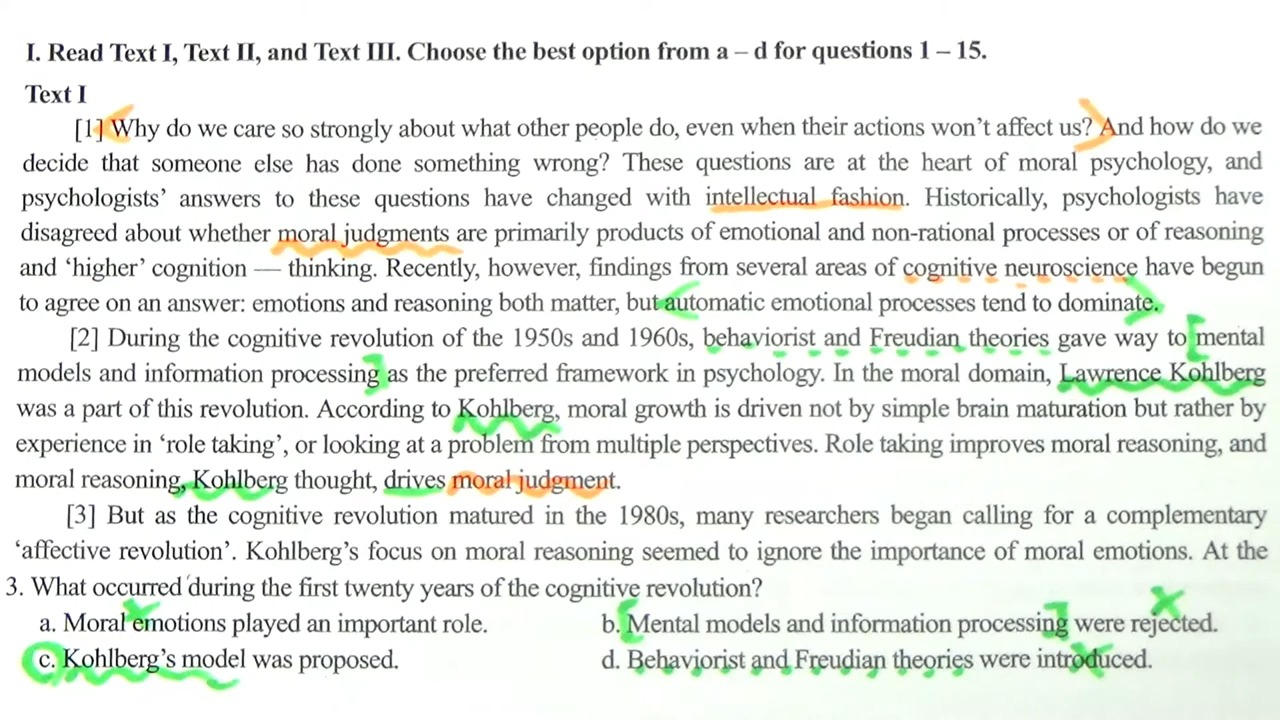 I. Read Text I, Text II, and Text III. Choose the best option from a – d for questions 1 – 15.
Text I
[1] Why do we care so strongly about what other people do, even when their actions won't affect us? And how do we
decide that someone else has done something wrong? These questions are at the heart of moral psychology, and
psychologists' answers to these questions have changed with intellectual fashion. Historically, psychologists have
disagreed about whether moral judgments are primarily products of emotional and non-rational processes or of reasoning
and 'higher' cognition — thinking. Recently, however, findings from several areas of cognitive neuroscience have begun
to agree on an answer: emotions and reasoning both matter, but automatic emotional processes tend to dominate.
[2] During the cognitive revolution of the 1950s and 1960s, behaviorist and Freudian theories gave way to mental
models and information processing as the preferred framework in psychology. In the moral domain, Lawrence Kohlberg
was a part of this revolution. According to Kohlberg, moral growth is driven not by simple brain maturation but rather by
experience in 'role taking', or looking at a problem from multiple perspectives. Role taking improves moral reasoning, and
moral reasoning, Kohlberg thought, drives moral judgment.
[3] But as the cognitive revolution matured in the 1980s, many researchers began calling for a complementary
'affective revolution'. Kohlberg's focus on moral reasoning seemed to ignore the importance of moral emotions. At the
3. What occurred during the first twenty years of the cognitive revolution?
a. Moral emotions played an important role. b. Mental models and information processing were rejected.
c. Kohlberg's model was proposed. d. Behaviorist and Freudian theories were introduced.